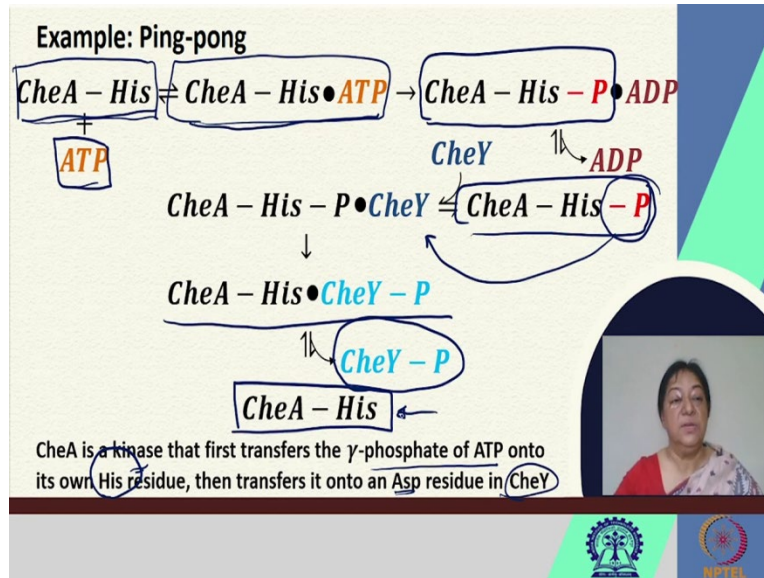 Example: Ping-pong
CheA – His ⇌ CheA – His•ATP → CheA – His – P•ADP
+
ATP
CheY
⇌ ADP
CheA – His – P•CheY ⇌ CheA – His – P
↓
CheA – His•CheY – P
⇌ CheY – P
CheA – His
CheA is a kinase that first transfers the γ-phosphate of ATP onto
its own His residue, then transfers it onto an Asp residue in CheY
NPTEL